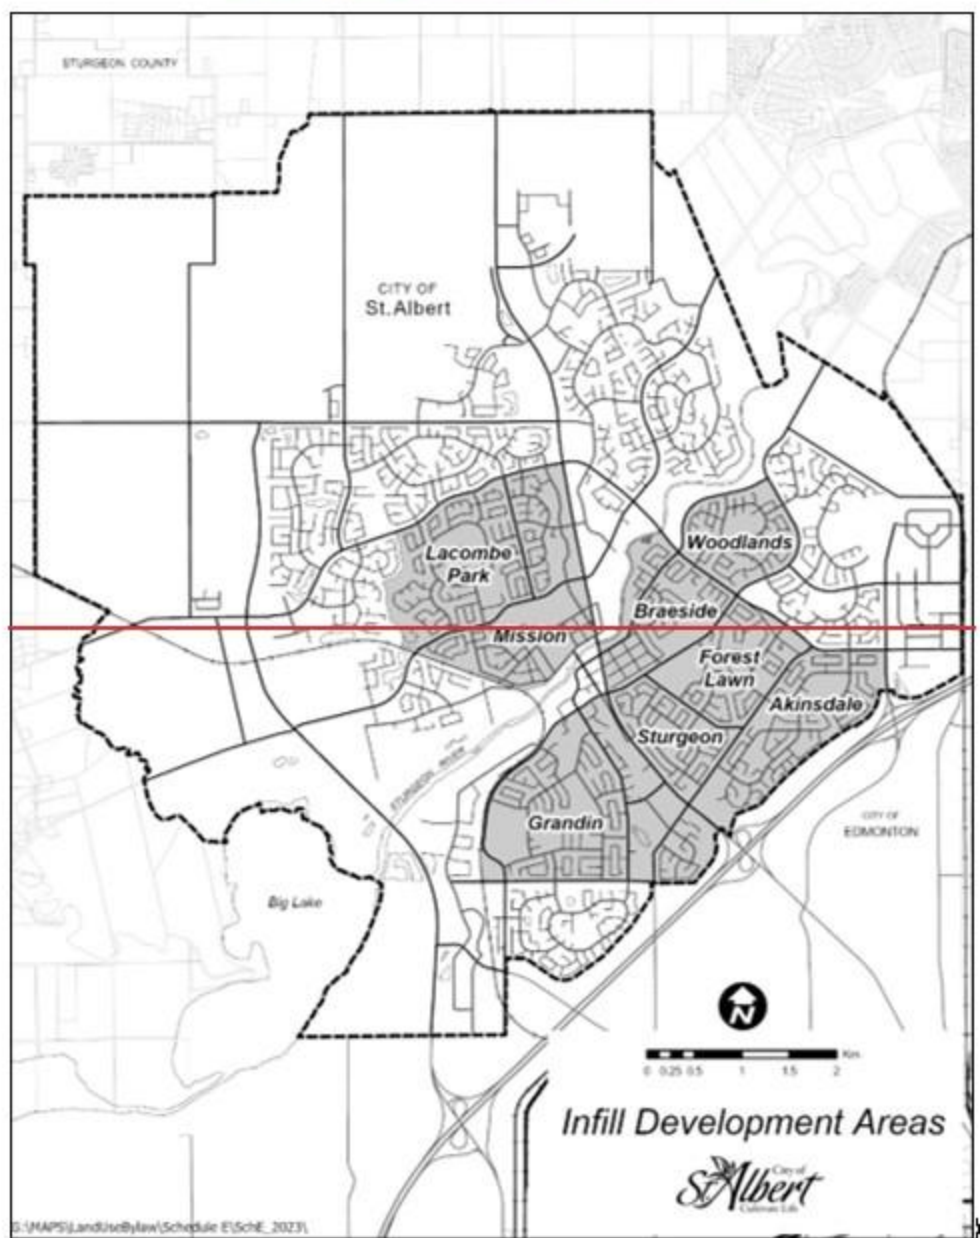 STURGEON COUNTY
CITY OF
St. Albert
Lacombe
Park
Woodlands
Braeside
Mission
Forest
Lawn
Akinsdale
Sturgeon
STURGEON RIVER
Grandin
CITY OF
EDMONTON
Big Lake
N
Km
0 0.25 0.5 1 1.5 2
Infill Development Areas
City of
St. Albert
Cultivate Life
G:\MAPS\LandUseBylaw\Schedule E\SchE_2023\